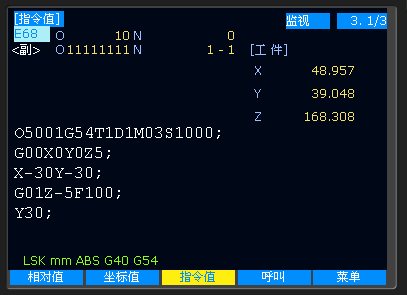 [指令值] 监视 3. 1/3
E68 O 10 N 0
<副> O 11111111 N 1 - 1 [工 件]
X 48.957
Y 39.048
Z 168.308
O5001G54T1D1M03S1000;
G00X0Y0Z5;
X-30Y-30;
G01Z-5F100;
Y30;
LSK mm ABS G40 G54
相对值 坐标值 指令值 呼叫 菜单